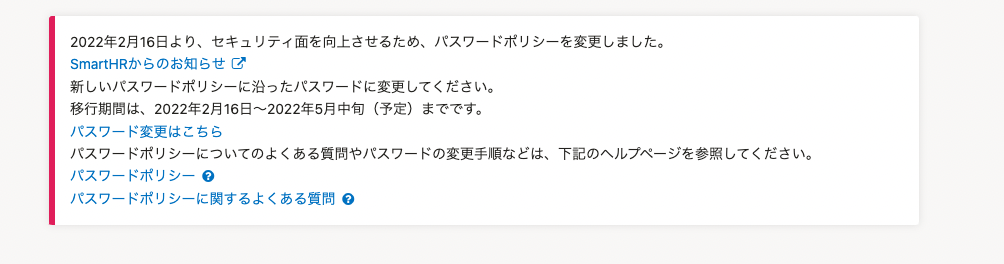 2022年2月16日より、セキュリティ面を向上させるため、パスワードポリシーを変更しました。
SmartHRからのお知らせ
新しいパスワードポリシーに沿ったパスワードに変更してください。
移行期間は、2022年2月16日〜2022年5月中旬（予定）までです。
パスワード変更はこちら
パスワードポリシーについてのよくある質問やパスワードの変更手順などは、下記のヘルプページを参照してください。
パスワードポリシー
パスワードポリシーに関するよくある質問